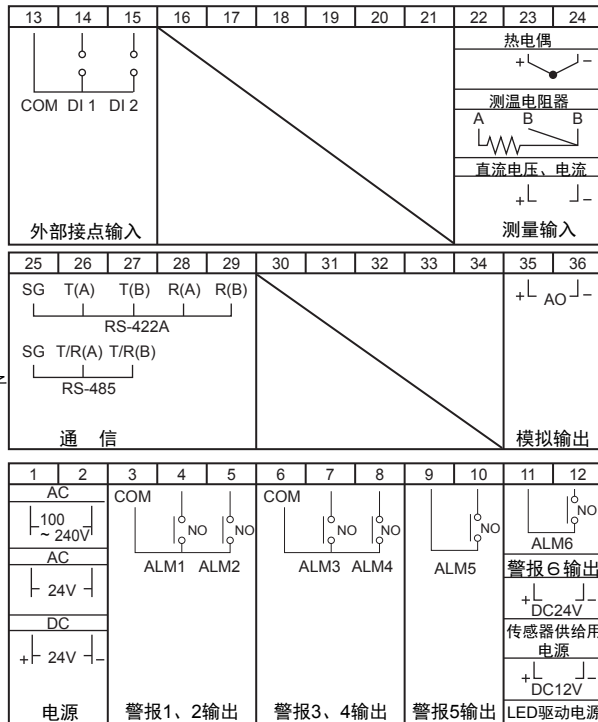 13 14 15 16 17 18 19 20 21 22 23 24
COM DI 1 DI 2
外部接点输入
热电偶
+ -
测温电阻器
A B B
直流电压、电流
+ -
测量输入
25 26 27 28 29 30 31 32 33 34 35 36
SG T(A) T(B) R(A) R(B)
RS-422A
SG T/R(A) T/R(B)
RS-485
通 信
+ AO -
模拟输出
1 2 3 4 5 6 7 8 9 10 11 12
AC
100
~ 240V
AC
24V
DC
+ 24V -
电源
COM
NO NO
ALM1 ALM2
警报1、2输出
COM
NO NO
ALM3 ALM4
警报3、4输出
NO
ALM5
警报5输出
NO
ALM6
警报6输出
+ -
DC24V
传感器供给用
电源
+ -
DC12V
LED驱动电源